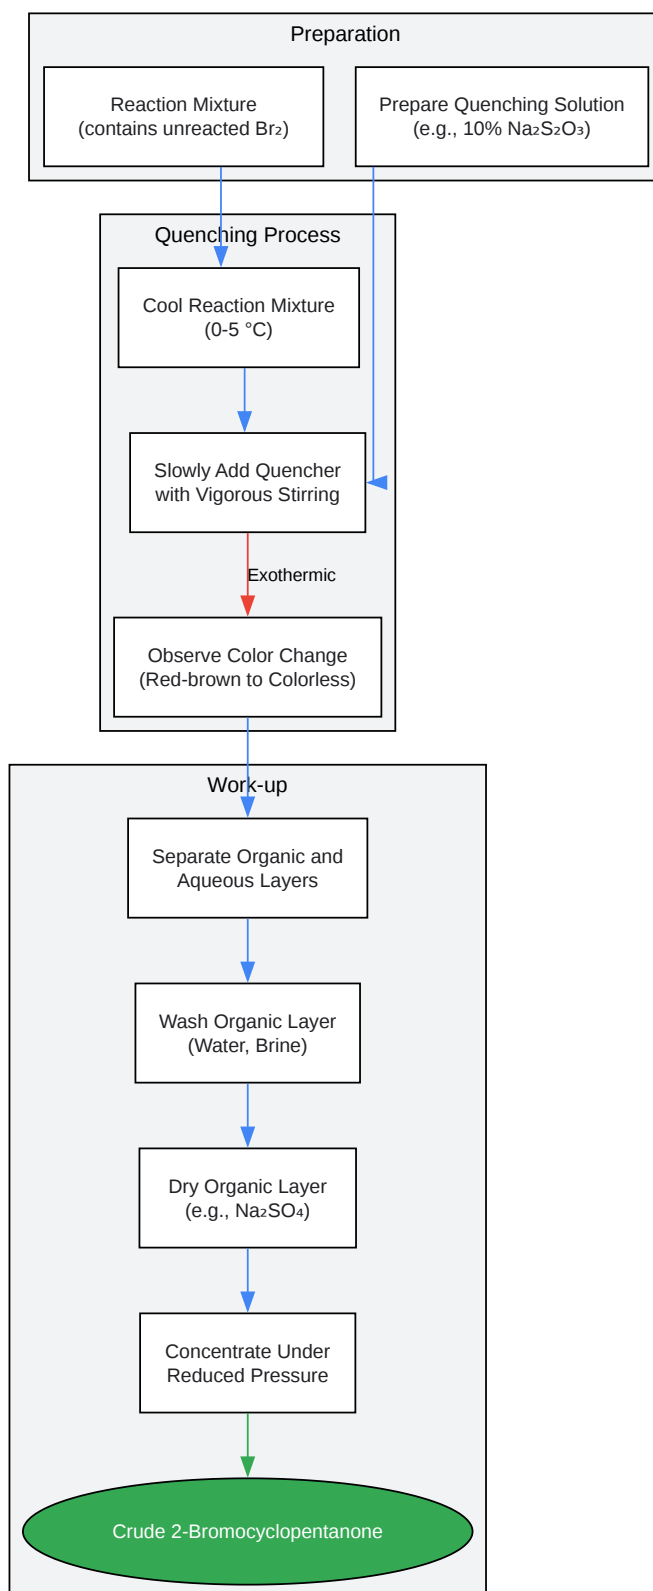 Preparation
Reaction Mixture
(contains unreacted Br₂)
Prepare Quenching Solution
(e.g., 10% Na₂S₂O₃)
Quenching Process
Cool Reaction Mixture
(0-5 °C)
Slowly Add Quencher
with Vigorous Stirring
Exothermic
Observe Color Change
(Red-brown to Colorless)
Work-up
Separate Organic and
Aqueous Layers
Wash Organic Layer
(Water, Brine)
Dry Organic Layer
(e.g., Na₂SO₄)
Concentrate Under
Reduced Pressure
Crude 2-Bromocyclopentanone